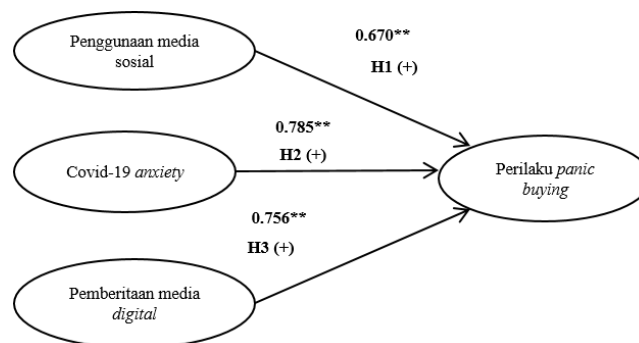 Penggunaan media
sosial
0.670**
H1 (+)
Covid-19 anxiety
0.785**
H2 (+)
Perilaku panic
buying
0.756**
H3 (+)
Pemberitaan media
digital